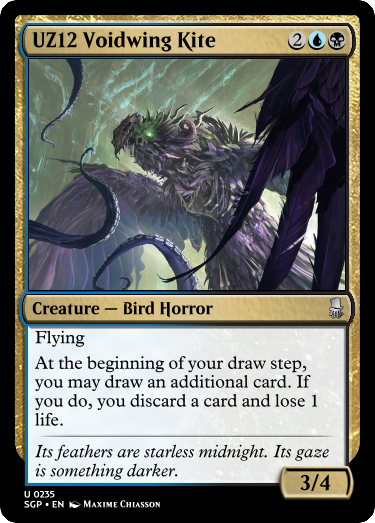 UZ12 Voidwing Kite 2
Creature — Bird Horror
Flying
At the beginning of your draw step,
you may draw an additional card. If
you do, you discard a card and lose 1
life.
Its feathers are starless midnight. Its gaze
is something darker.
3/4
U 0235
SGP • EN Maxime Chiasson